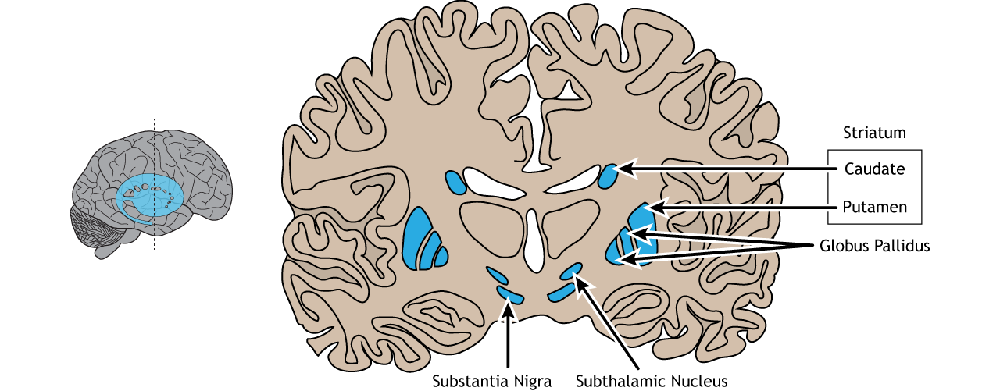 Striatum
Caudate
Putamen
Globus Pallidus
Substantia Nigra
Subthalamic Nucleus